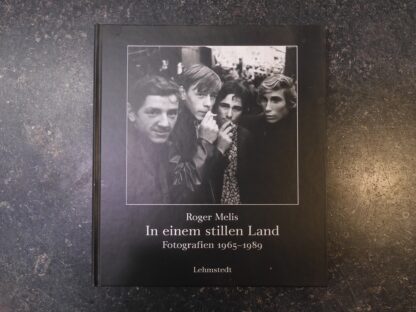 Roger Melis
In einem stillen Land
Fotografien 1965–1989
Lehmstedt